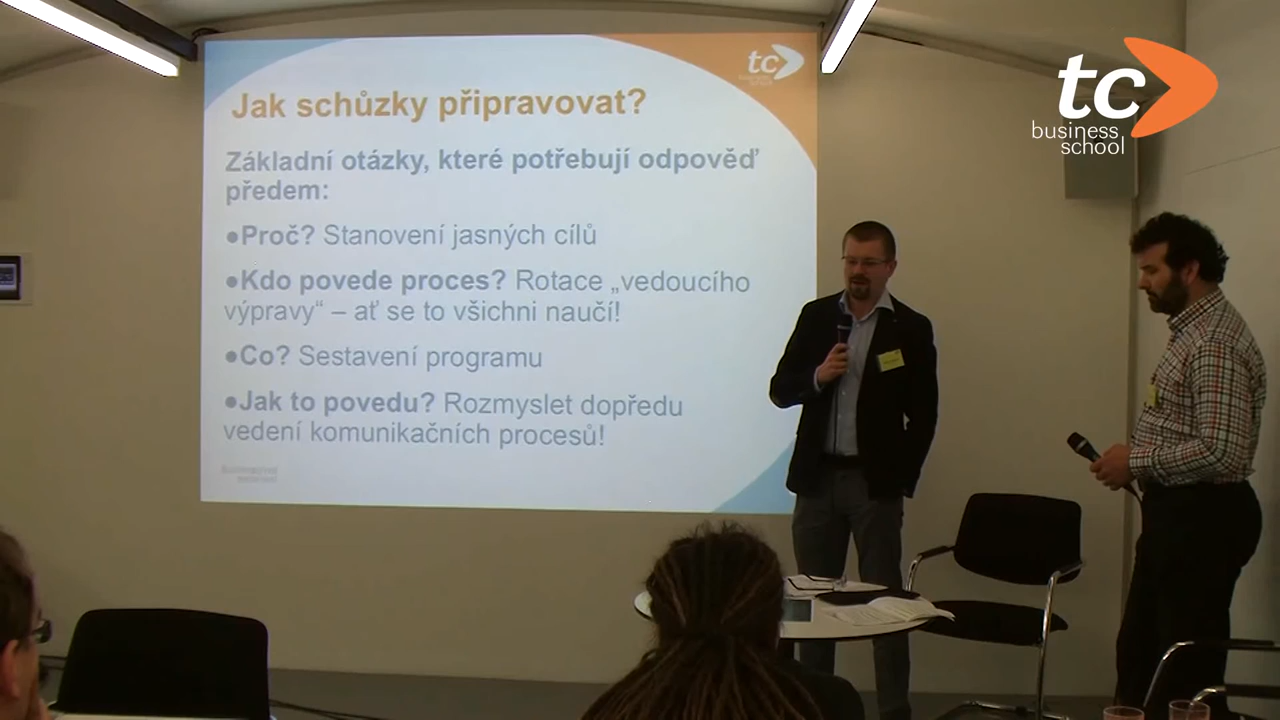 tc
Jak schůzky připravovat?
Základní otázky, které potřebují odpověď
předem:
●Proč? Stanovení jasných cílů
●Kdo povede proces? Rotace „vedoucího
výpravy“ – ať se to všichni naučí!
●Co? Sestavení programu
●Jak to povedu? Rozmyslet dopředu
vedení komunikačních procesů!
tc
business
school